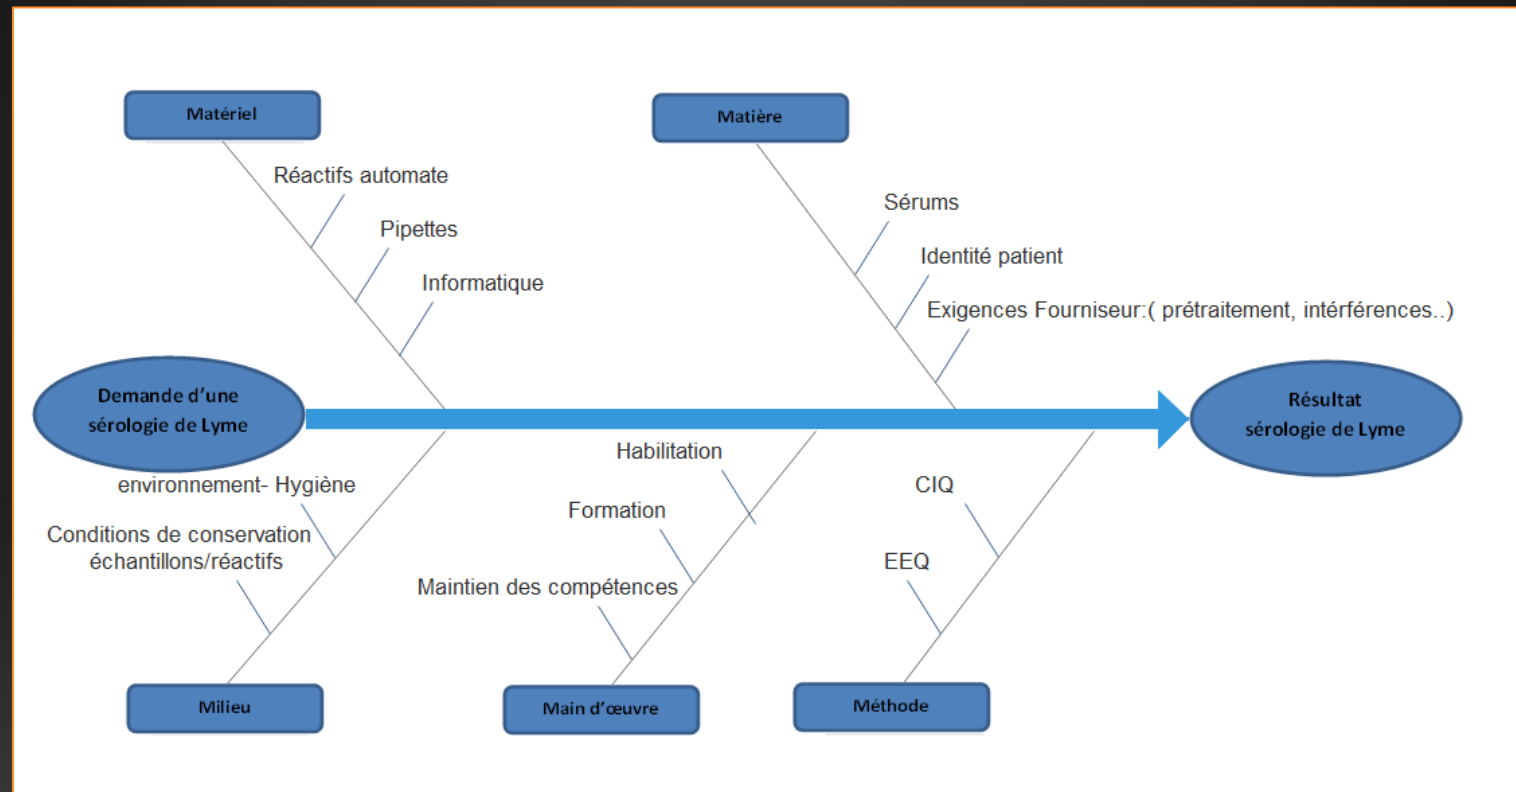 Matériel
Matière
Réactifs automate
Pipettes
Informatique
Sérums
Identité patient
Exigences Fourniseur:( prétraitement, intérférences..)
Demande d’une
sérologie de Lyme
Résultat
sérologie de Lyme
environnement- Hygiène
Conditions de conservation
échantillons/réactifs
Habilitation
Formation
Maintien des compétences
CIQ
EEQ
Milieu
Main d’œuvre
Méthode